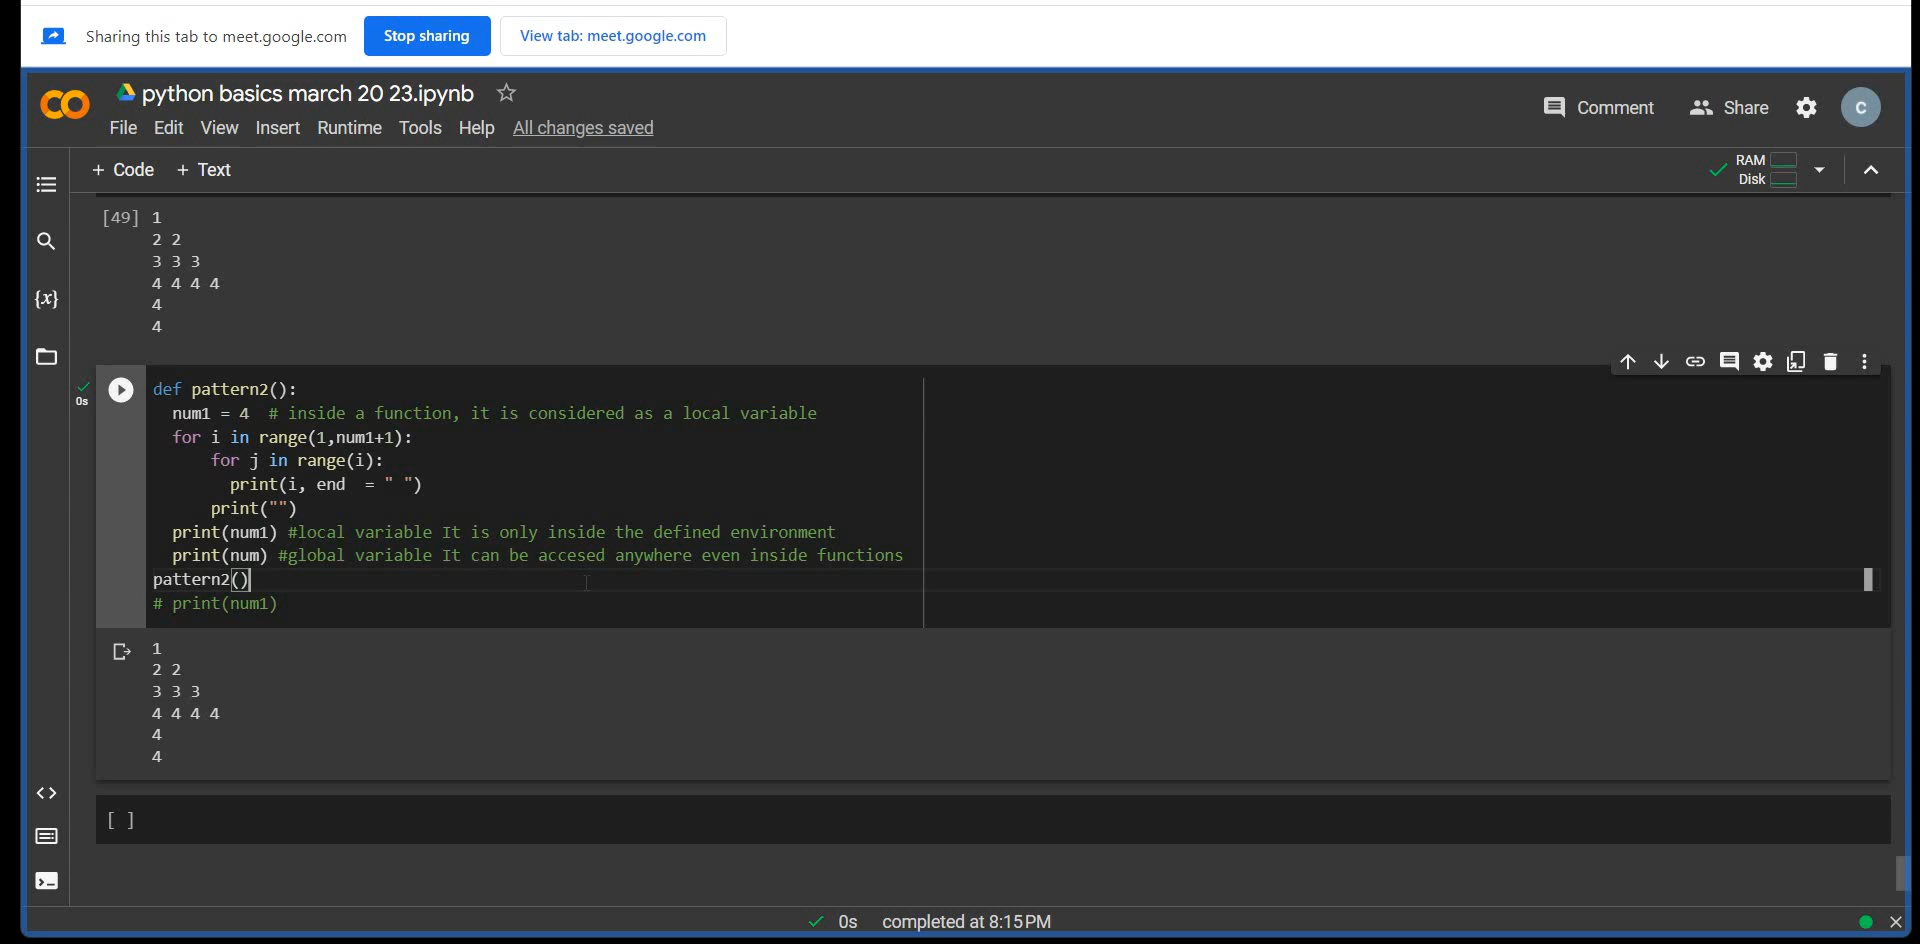 Sharing this tab to meet.google.com Stop sharing View tab: meet.google.com
python basics march 20 23.ipynb
File Edit View Insert Runtime Tools Help All changes saved
Comment Share C
+ Code + Text
RAM
Disk
{x}
[49] 1
2 2
3 3 3
4 4 4 4
4
4
0s
def pattern2():
  num1 = 4  # inside a function, it is considered as a local variable
  for i in range(1,num1+1):
      for j in range(i):
        print(i, end  = " ")
      print("")
  print(num1) #local variable It is only inside the defined environment
  print(num) #global variable It can be accesed anywhere even inside functions
pattern2()
# print(num1)
1
2 2
3 3 3
4 4 4 4
4
4
[ ]
0s completed at 8:15 PM